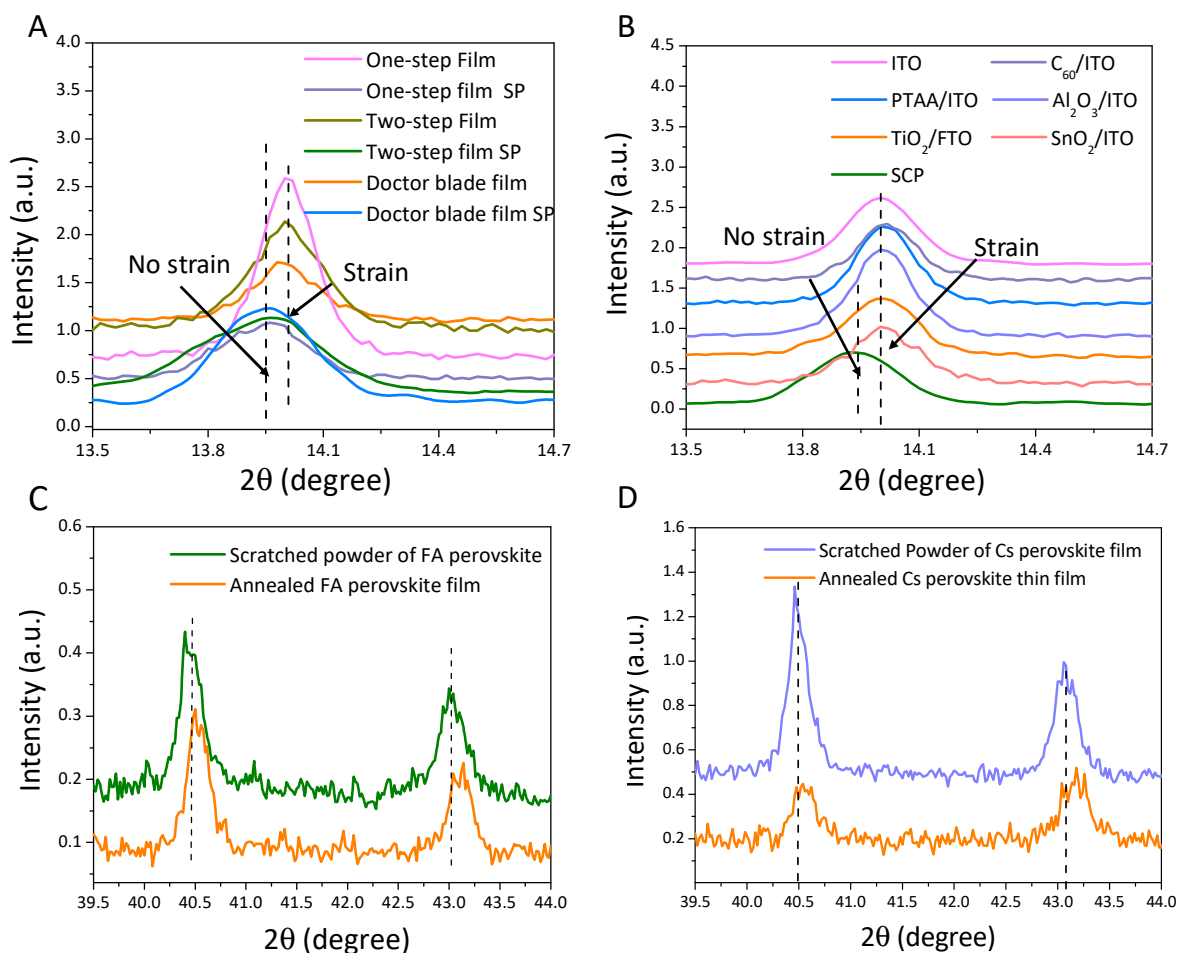 A
4.0
3.5
3.0
2.5
2.0
1.5
1.0
0.5
0.0
Intensity (a.u.)
One-step Film
One-step film SP
Two-step Film
Two-step film SP
Doctor blade film
Doctor blade film SP
No strain
Strain
13.5 13.8 14.1 14.4 14.7
2θ (degree)
B
4.5
4.0
3.5
3.0
2.5
2.0
1.5
1.0
0.5
0.0
Intensity (a.u.)
ITO
C60/ITO
PTAA/ITO
Al2O3/ITO
TiO2/FTO
SnO2/ITO
SCP
No strain
Strain
13.5 13.8 14.1 14.4 14.7
2θ (degree)
C
0.6
0.5
0.4
0.3
0.2
0.1
Intensity (a.u.)
Scratched powder of FA perovskite
Annealed FA perovskite film
39.5 40.0 40.5 41.0 41.5 42.0 42.5 43.0 43.5 44.0
2θ (degree)
D
1.6
1.4
1.2
1.0
0.8
0.6
0.4
0.2
Intensity (a.u.)
Scratched Powder of Cs perovskite film
Annealed Cs perovskite thin film
39.5 40.0 40.5 41.0 41.5 42.0 42.5 43.0 43.5 44.0
2θ (degree)